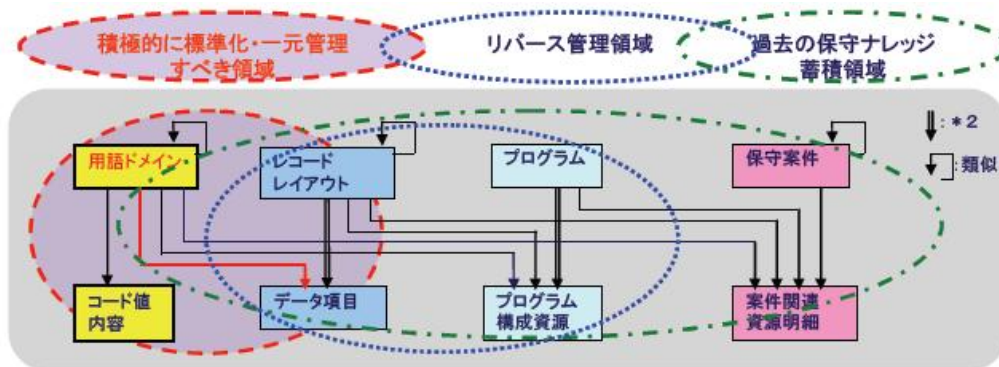 積極的に標準化・一元管理
すべき領域
リバース管理領域
過去の保守ナレッジ
蓄積領域
用語ドメイン
レコード
レイアウト
プログラム
保守案件
:*2
:類似
コード値
内容
データ項目
プログラム
構成資源
案件関連
資源明細